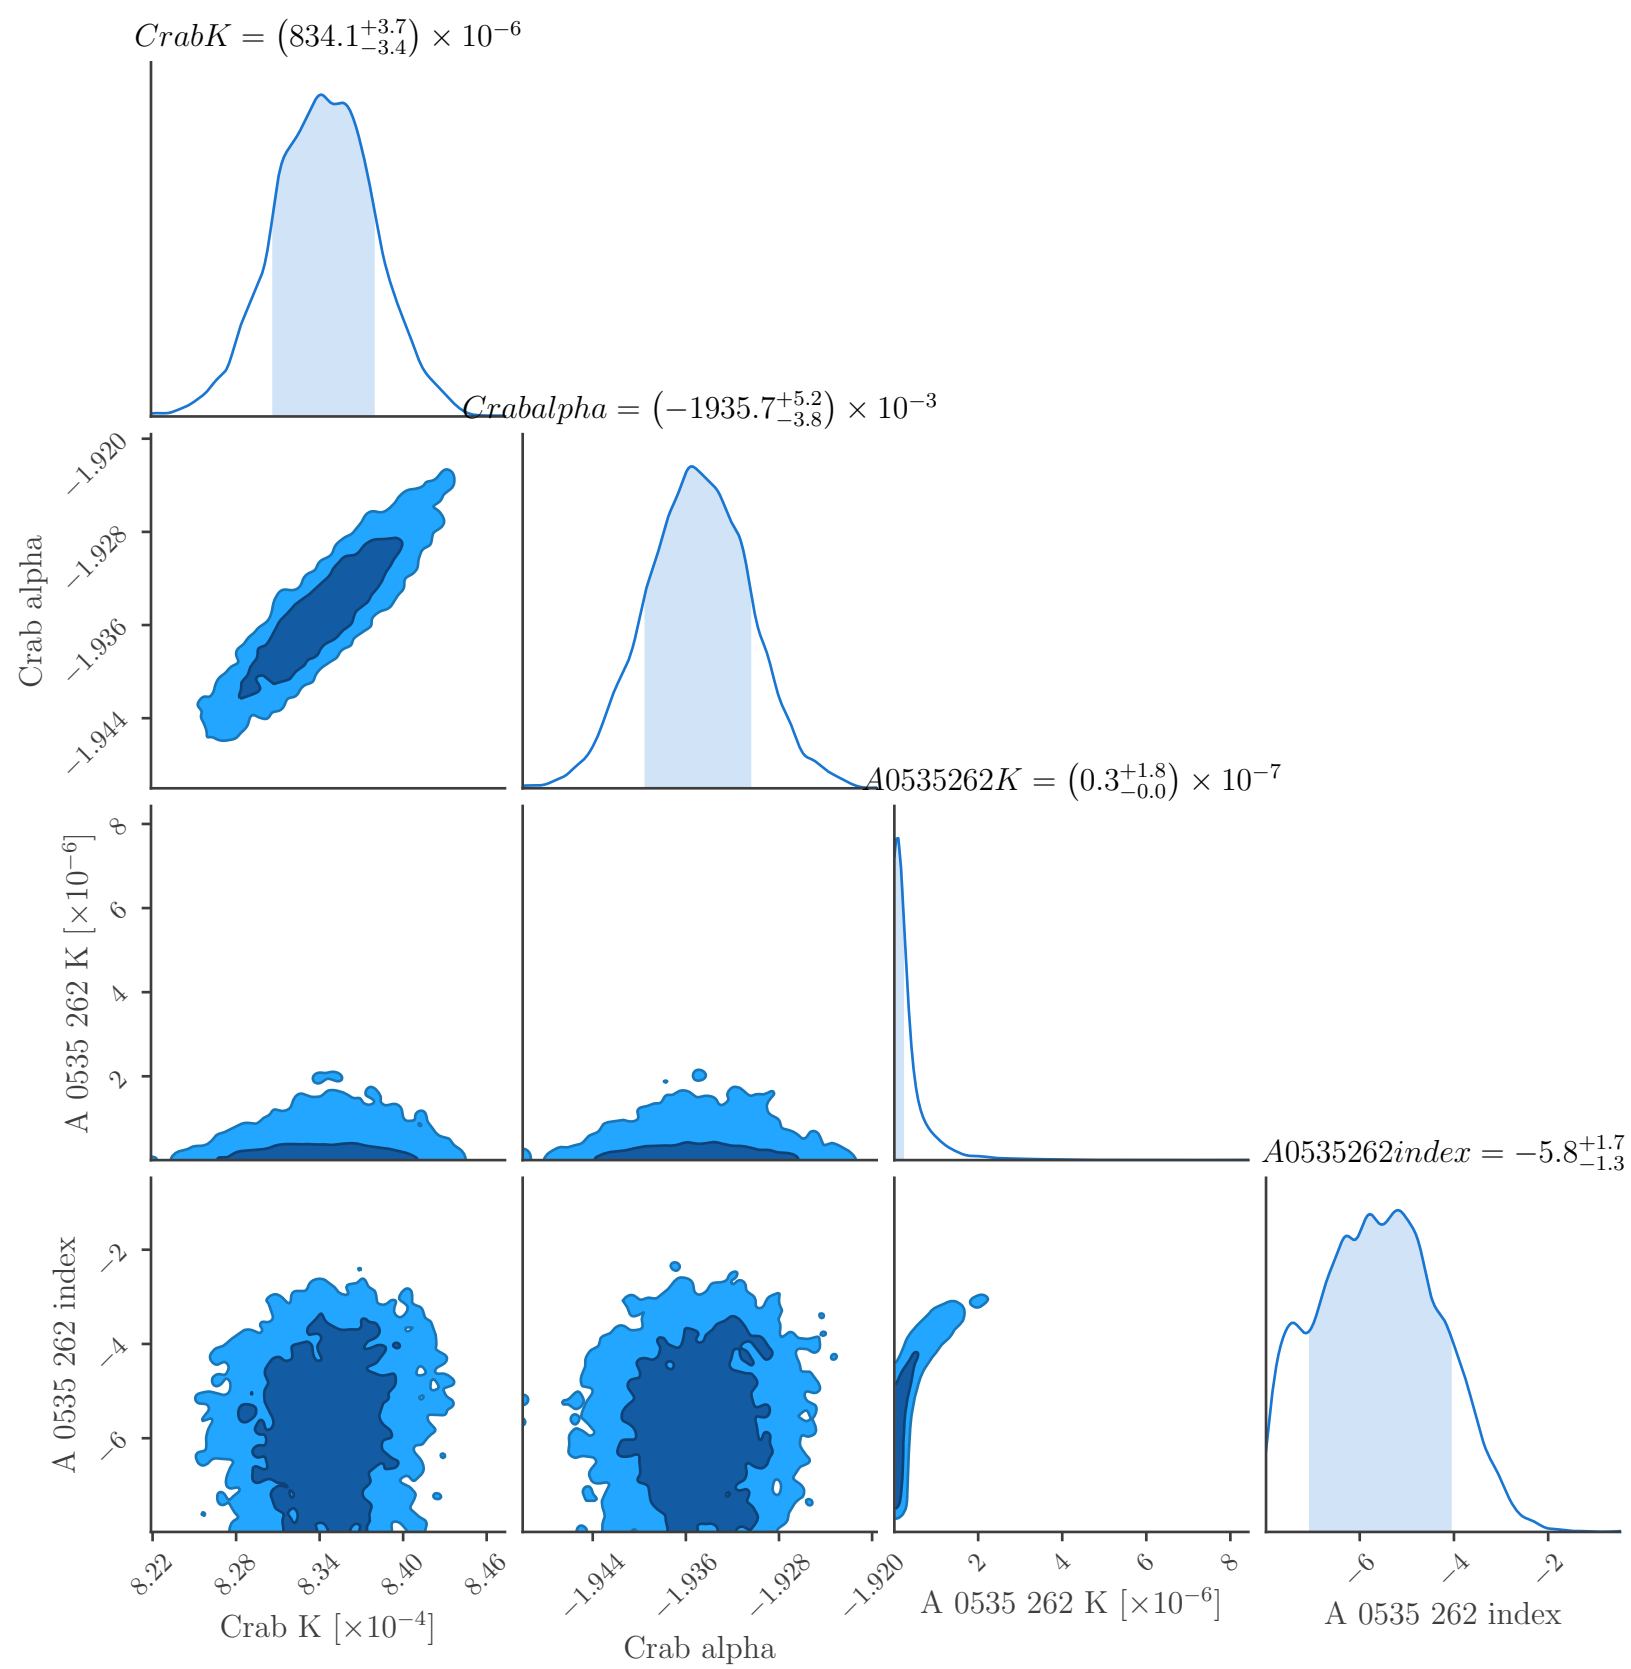 CrabK = (834.1^{+3.7}_{-3.4}) × 10^{-6}
Crabalpha = (−1935.7^{+5.2}_{-3.8}) × 10^{-3}
−1.920
−1.928
−1.936
−1.944
Crab alpha
A0535262K = (0.3^{+1.8}_{-0.0}) × 10^{-7}
8
6
4
2
A 0535 262 K [×10^{-6}]
A0535262index = −5.8^{+1.7}_{-1.3}
−2
−4
−6
A 0535 262 index
8.22 8.28 8.34 8.40 8.46
Crab K [×10^{-4}]
−1.944 −1.936 −1.928 −1.920
Crab alpha
2 4 6 8
A 0535 262 K [×10^{-6}]
−6 −4 −2
A 0535 262 index